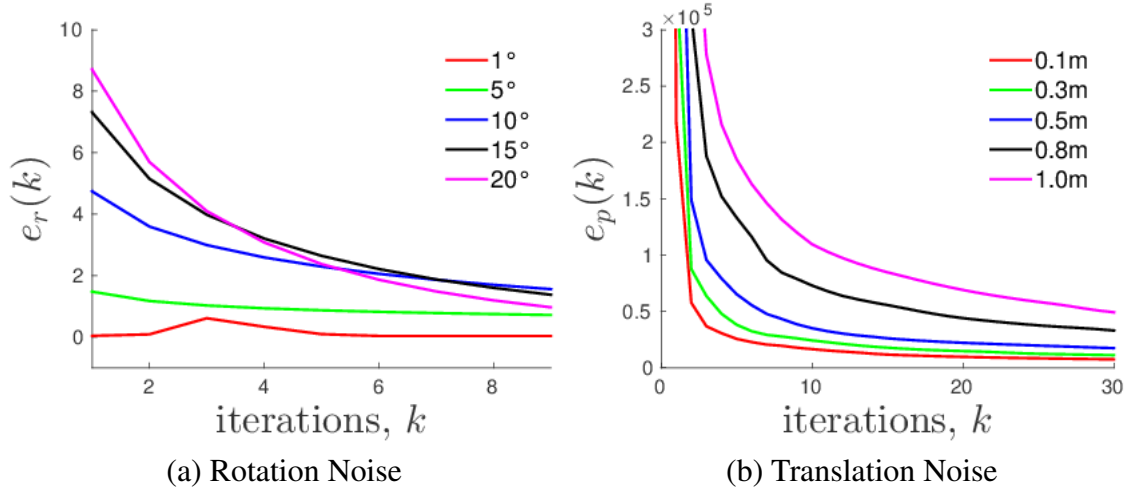 10
8
6
4
2
0
2
4
6
8
e_r(k)
iterations, k
1°
5°
10°
15°
20°
(a) Rotation Noise
×10^5
3
2.5
2
1.5
1
0.5
0
0
10
20
30
e_p(k)
iterations, k
0.1m
0.3m
0.5m
0.8m
1.0m
(b) Translation Noise